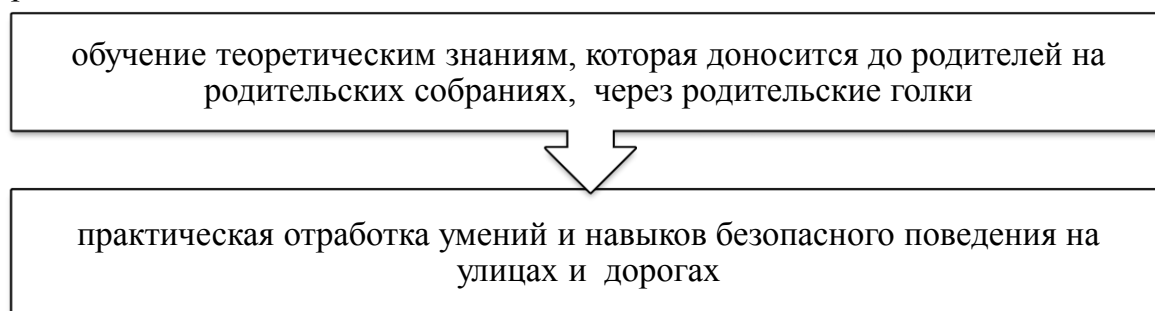 обучение теоретическим знаниям, которая доносится до родителей на
родительских собраниях, через родительские голки
практическая отработка умений и навыков безопасного поведения на
улицах и дорогах